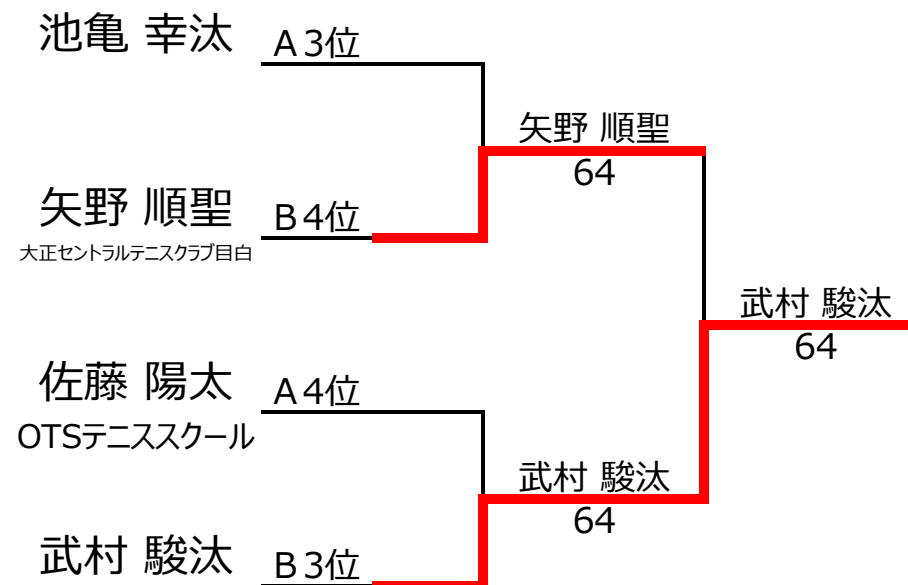 池亀 幸汰
A3位
矢野 順聖
64
矢野 順聖
B4位
大正セントラルテニスクラブ目白
武村 駿汰
64
佐藤 陽太
A4位
OTSテニススクール
武村 駿汰
64
武村 駿汰
B3位